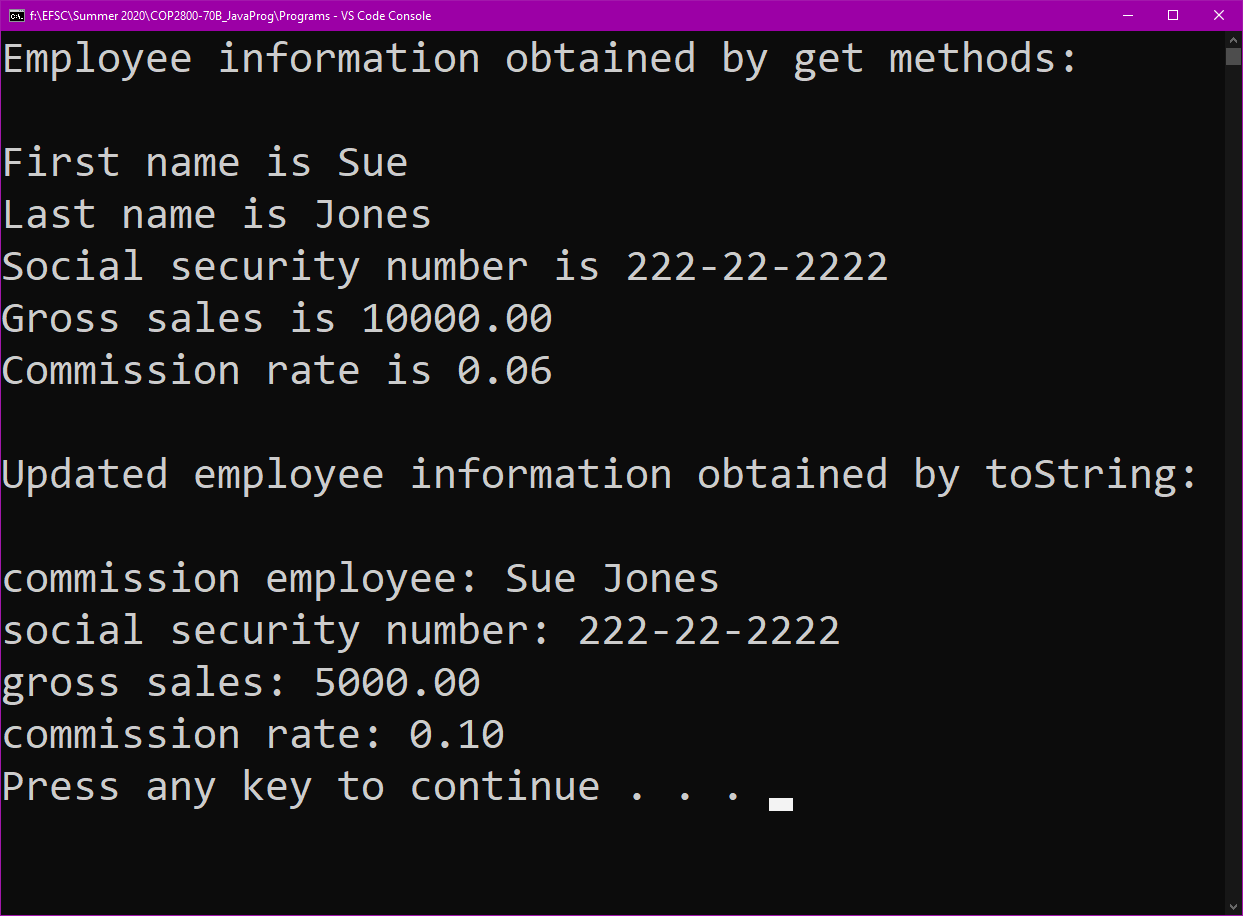 f:\EFSC\Summer 2020\COP2800-70B_JavaProg\Programs - VS Code Console
Employee information obtained by get methods:
First name is Sue
Last name is Jones
Social security number is 222-22-2222
Gross sales is 10000.00
Commission rate is 0.06
Updated employee information obtained by toString:
commission employee: Sue Jones
social security number: 222-22-2222
gross sales: 5000.00
commission rate: 0.10
Press any key to continue . . .